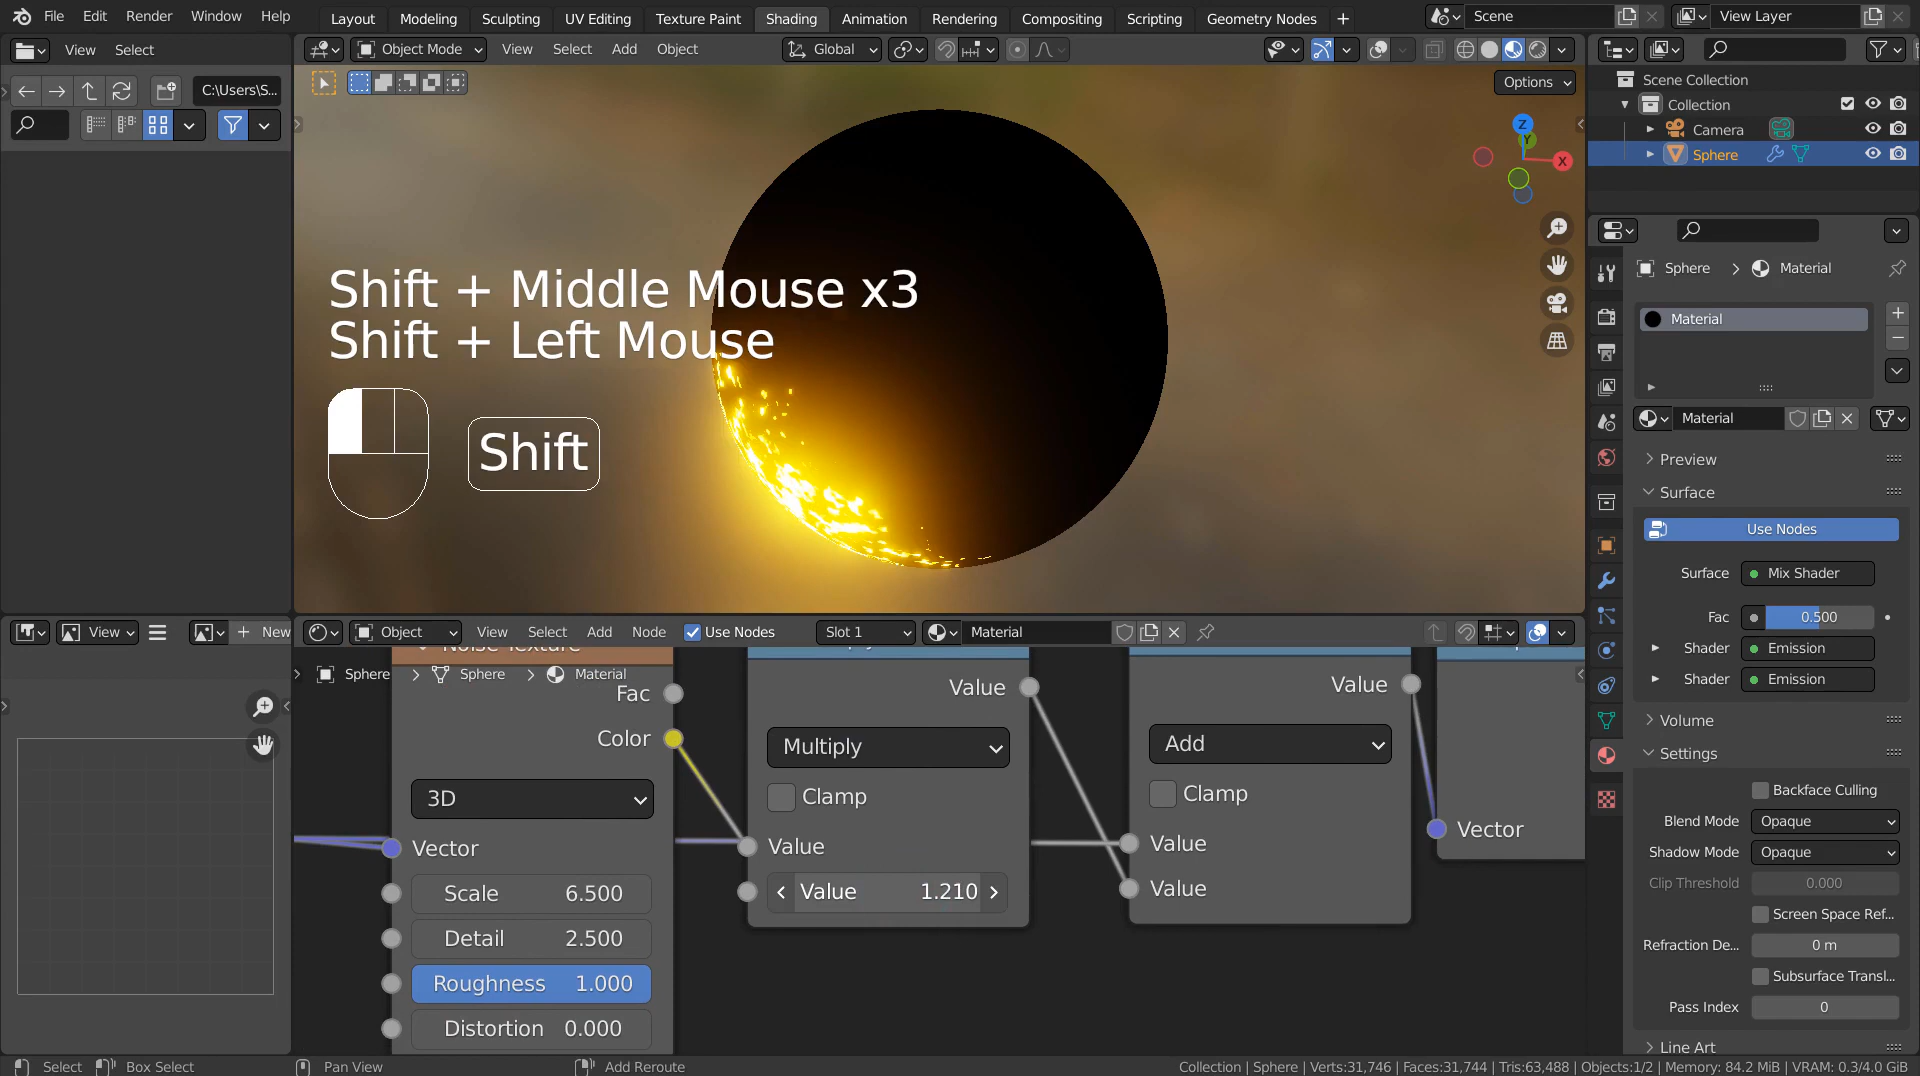 File Edit Render Window Help Layout Modeling Sculpting UV Editing Texture Paint Shading Animation Rendering Compositing Scripting Geometry Nodes + Scene View Layer
View Select Object Mode View Select Add Object Global
Options
C:\Users\S...
Scene Collection
Collection
Camera
Sphere
Z
Y
X
Shift + Middle Mouse x3
Shift + Left Mouse
Shift
Sphere > Material
Material
Material
Preview
Surface
Use Nodes
Surface Mix Shader
Fac 0.500
Shader Emission
Shader Emission
Volume
Settings
Backface Culling
Blend Mode Opaque
Shadow Mode Opaque
Clip Threshold 0.000
Screen Space Ref...
Refraction De... 0 m
Subsurface Transl...
Pass Index 0
Line Art
View New Object View Select Add Node Use Nodes Slot 1 Material
Sphere > Sphere > Material
Noise Texture
Fac
Color
3D
Vector
Scale 6.500
Detail 2.500
Roughness 1.000
Distortion 0.000
Value
Multiply
Clamp
Value
Value 1.210
Value
Add
Clamp
Value
Value
Vector
Select Box Select Pan View Add Reroute Collection | Sphere | Verts:31,746 | Faces:31,744 | Tris:63,488 | Objects:1/2 | Memory: 84.2 MiB | VRAM: 0.3/4.0 GiB